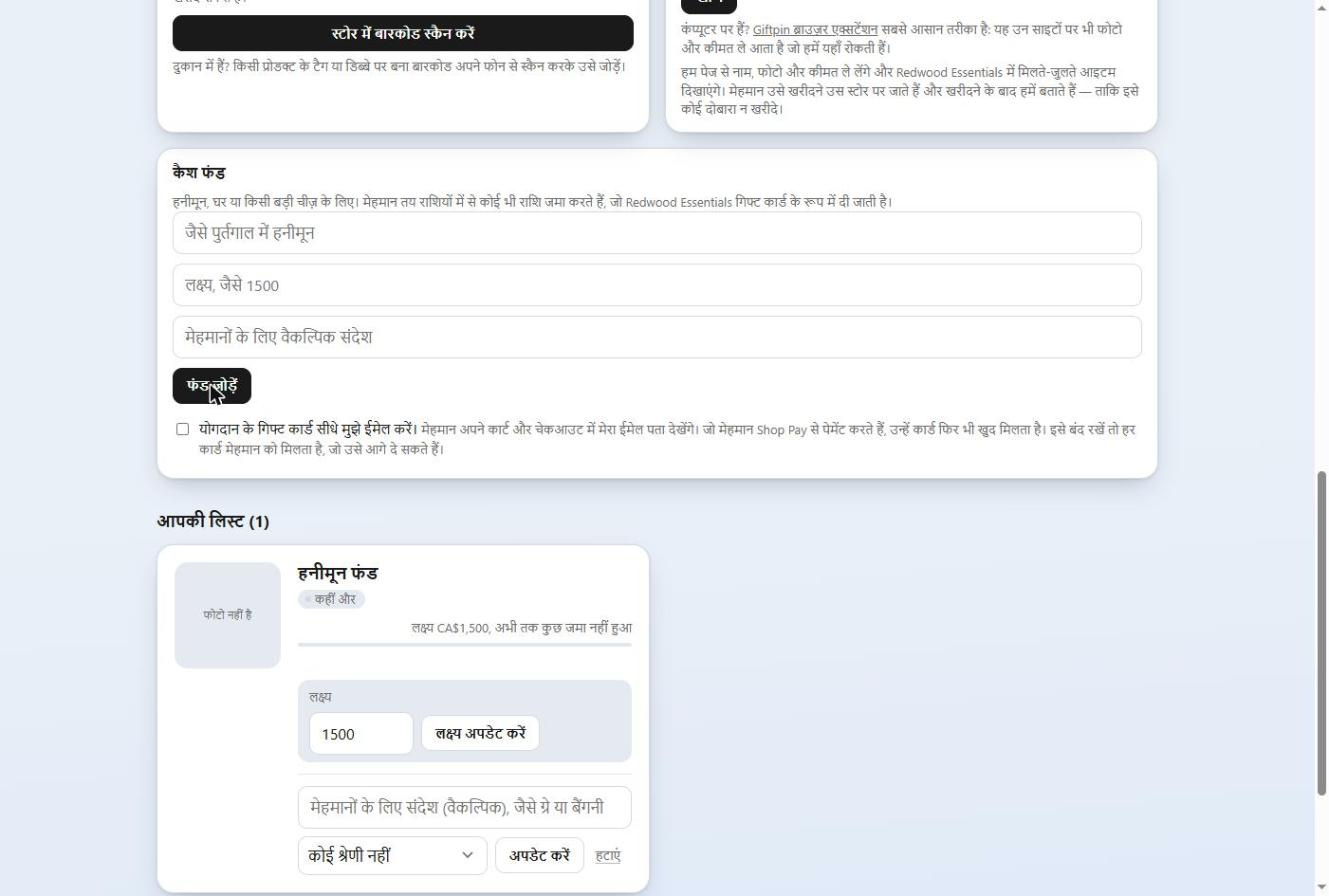 स्टोर में बारकोड स्कैन करें
दुकान में हैं? किसी प्रोडक्ट के टैग या डिब्बे पर बना बारकोड अपने फोन से स्कैन करके उसे जोड़ें।
कंप्यूटर पर हैं? Giftpin ब्राउज़र एक्सटेंशन सबसे आसान तरीका है: यह उन साइटों पर भी फोटो
और कीमत ले आता है जो हमें यहाँ रोकती हैं।
हम पेज से नाम, फोटो और कीमत ले लेंगे और Redwood Essentials में मिलते-जुलते आइटम
दिखाएंगे। मेहमान उसे खरीदने उस स्टोर पर जाते हैं और खरीदने के बाद हमें बताते हैं — ताकि इसे
कोई दोबारा न खरीदे।
कैश फंड
हनीमून, घर या किसी बड़ी चीज़ के लिए। मेहमान तय राशियों में से कोई भी राशि जमा करते हैं, जो Redwood Essentials गिफ्ट कार्ड के रूप में दी जाती है।
जैसे पुर्तगाल में हनीमून
लक्ष्य, जैसे 1500
मेहमानों के लिए वैकल्पिक संदेश
फंड जोड़ें
योगदान के गिफ्ट कार्ड सीधे मुझे ईमेल करें। मेहमान अपने कार्ट और चेकआउट में मेरा ईमेल पता देखेंगे। जो मेहमान Shop Pay से पेमेंट करते हैं, उन्हें कार्ड फिर भी खुद मिलता है। इसे बंद रखें तो हर
कार्ड मेहमान को मिलता है, जो उसे आगे दे सकते हैं।
आपकी लिस्ट (1)
फोटो नहीं है
हनीमून फंड
कहीं और
लक्ष्य CA$1,500, अभी तक कुछ जमा नहीं हुआ
लक्ष्य
1500
लक्ष्य अपडेट करें
मेहमानों के लिए संदेश (वैकल्पिक), जैसे ग्रे या बैंगनी
कोई श्रेणी नहीं
अपडेट करें
हटाएं